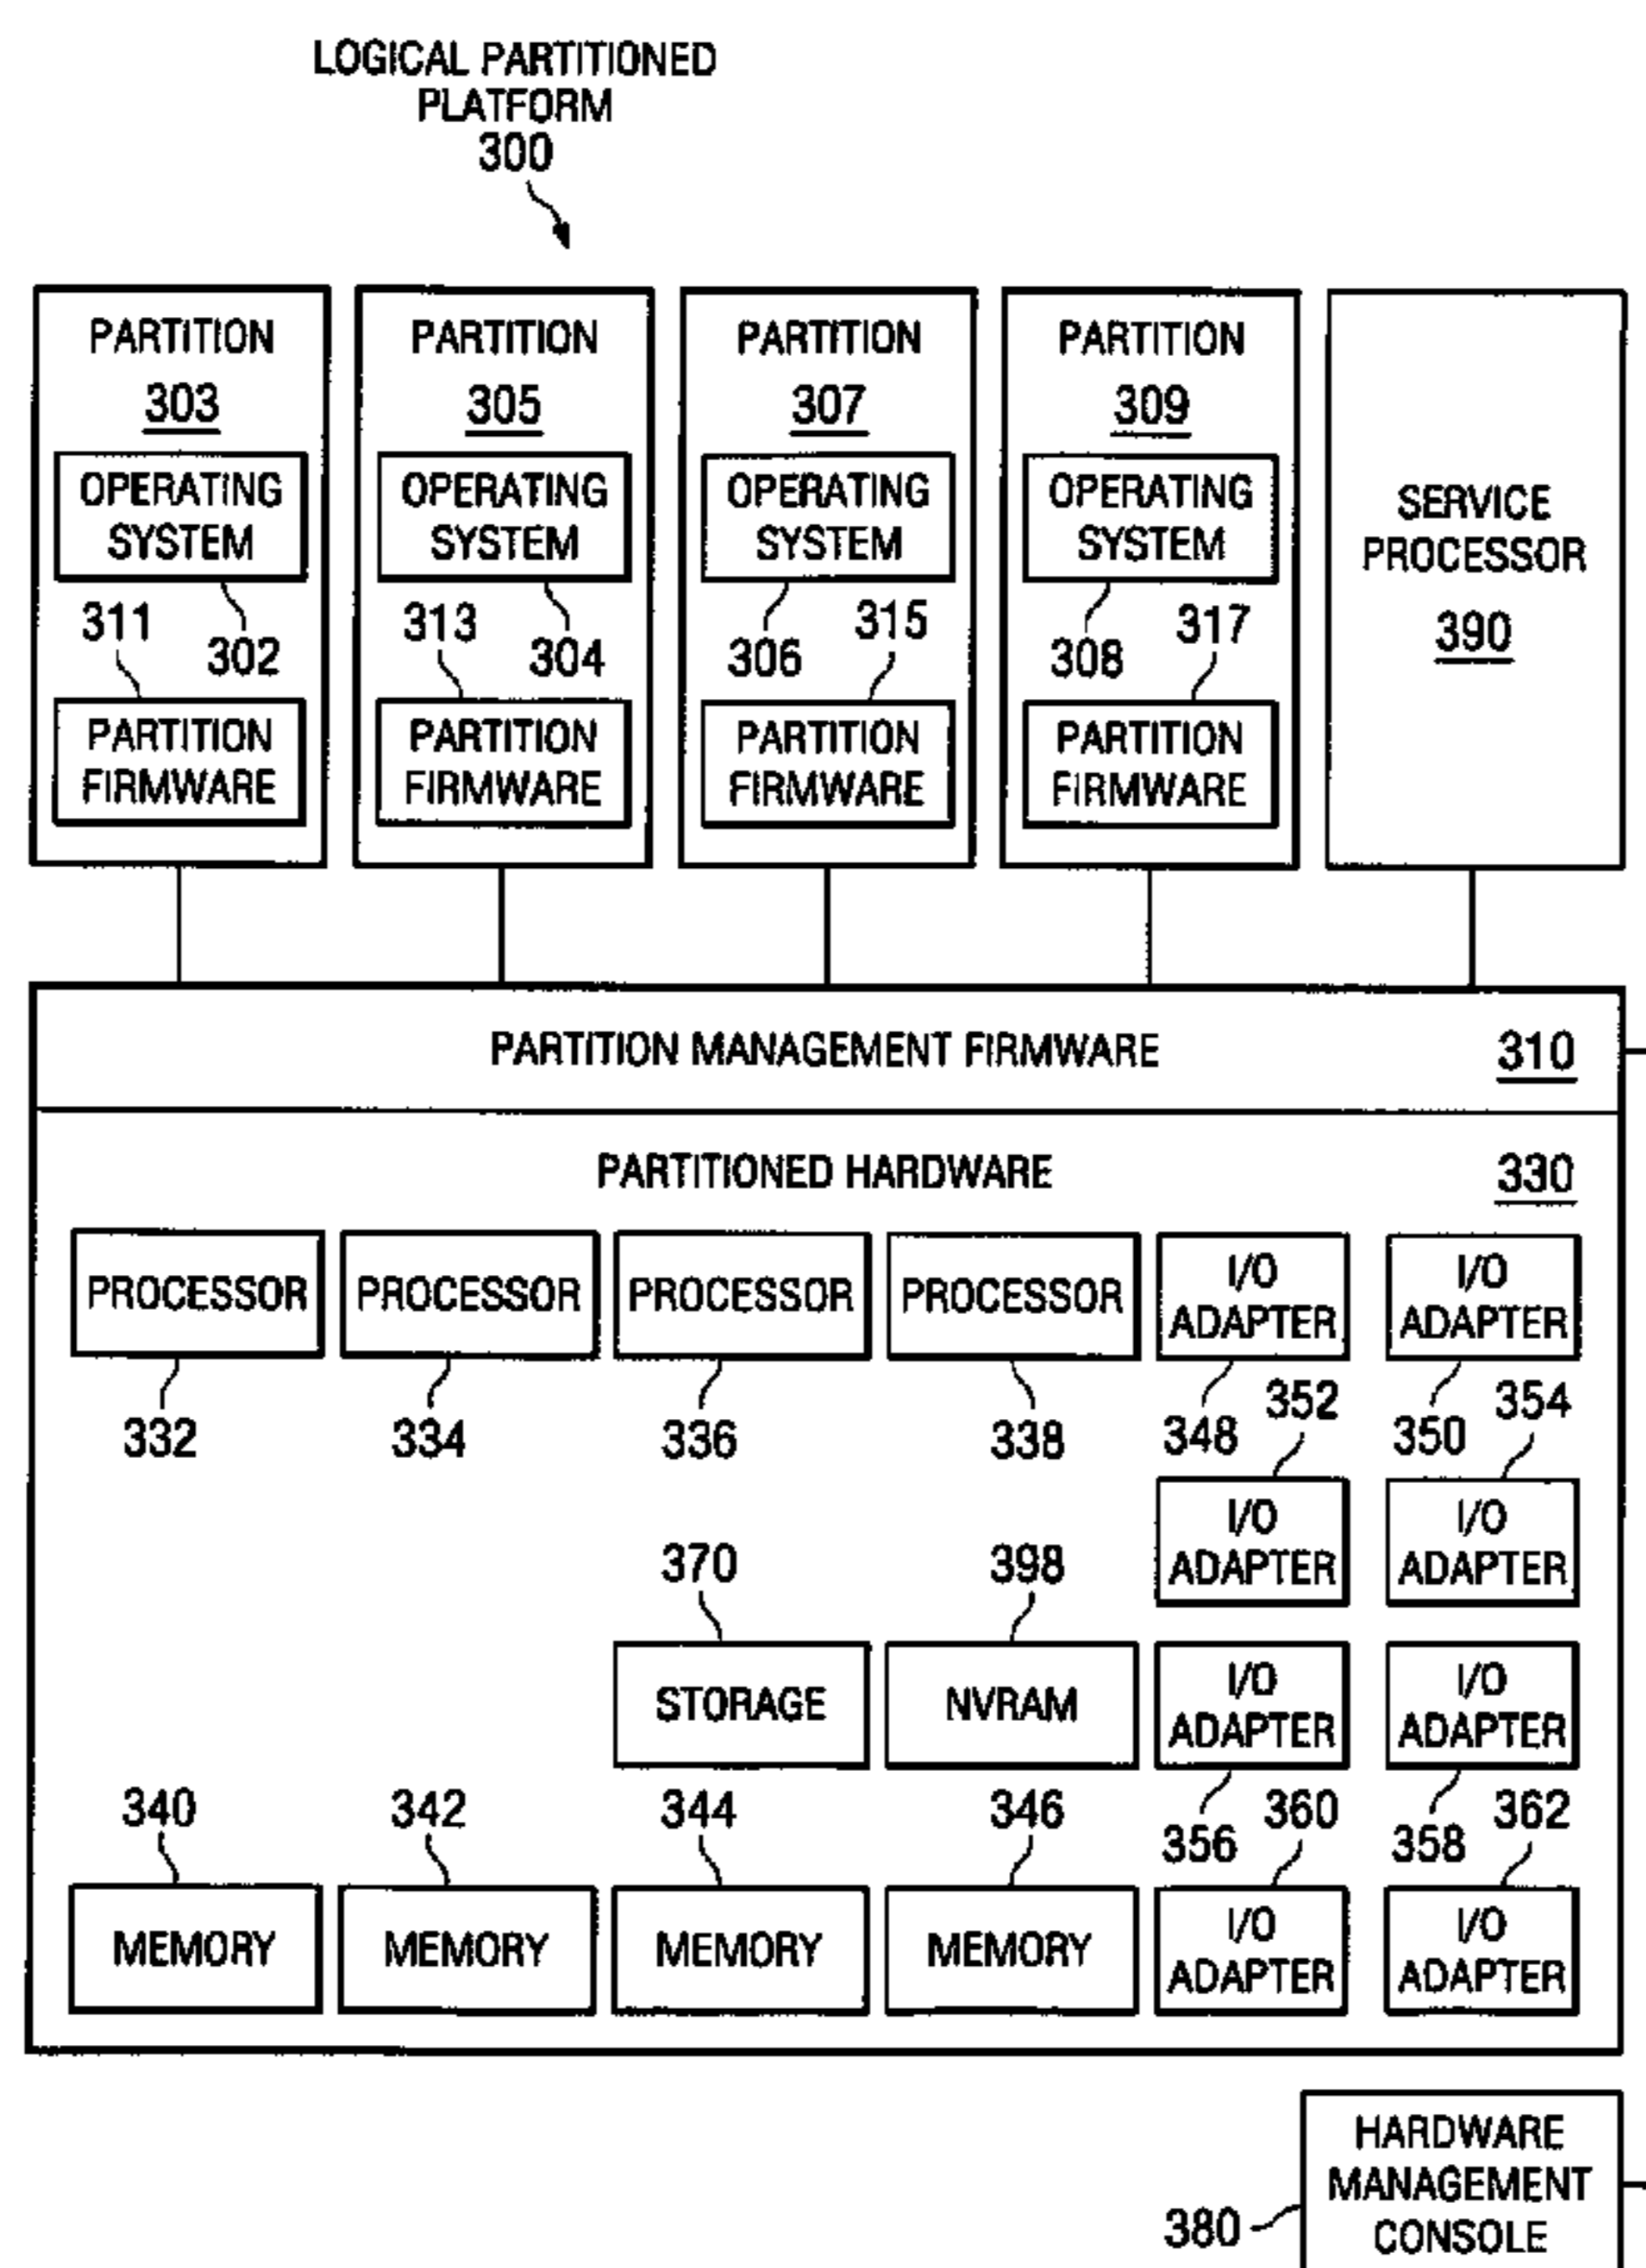 LOGICAL PARTITIONED
PLATFORM
300
PARTITION
303
OPERATING
SYSTEM
311
302
PARTITION
FIRMWARE
PARTITION
305
OPERATING
SYSTEM
313
304
PARTITION
FIRMWARE
PARTITION
307
OPERATING
SYSTEM
306
315
PARTITION
FIRMWARE
PARTITION
309
OPERATING
SYSTEM
308
317
PARTITION
FIRMWARE
SERVICE
PROCESSOR
390
PARTITION MANAGEMENT FIRMWARE 310
PARTITIONED HARDWARE 330
PROCESSOR
332
PROCESSOR
334
PROCESSOR
336
PROCESSOR
338
I/O
ADAPTER
348
I/O
ADAPTER
350
352
I/O
ADAPTER
354
I/O
ADAPTER
370
STORAGE
398
NVRAM
I/O
ADAPTER
356
I/O
ADAPTER
358
340
MEMORY
342
MEMORY
344
MEMORY
346
MEMORY
360
I/O
ADAPTER
362
I/O
ADAPTER
380
HARDWARE
MANAGEMENT
CONSOLE